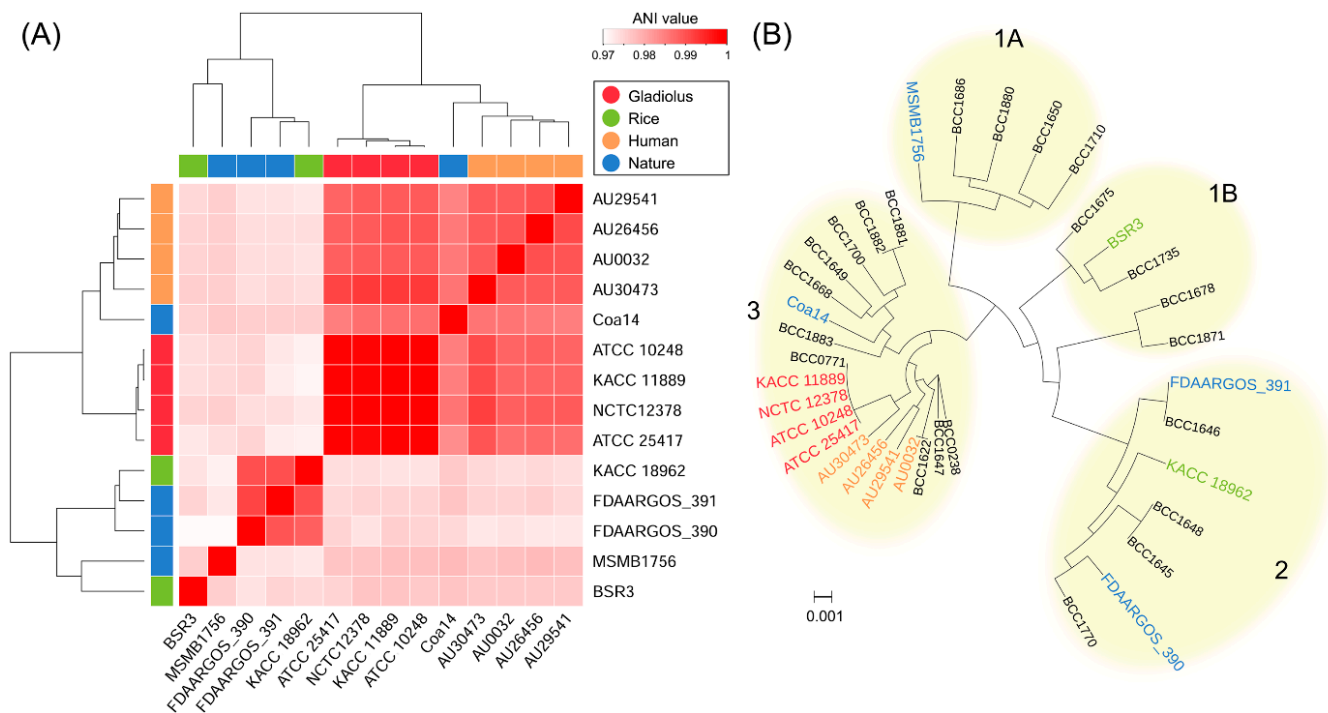 (A)
ANI value
0.97 0.98 0.99 1
Gladiolus
Rice
Human
Nature
AU29541
AU26456
AU0032
AU30473
Coa14
ATCC 10248
KACC 11889
NCTC12378
ATCC 25417
KACC 18962
FDAARGOS_391
FDAARGOS_390
MSMB1756
BSR3
BSR3
MSMB1756
FDAARGOS_390
FDAARGOS_391
KACC 18962
ATCC 25417
NCTC12378
KACC 11889
ATCC 10248
Coa14
AU30473
AU0032
AU26456
AU29541
(B)
1A
MSMB1756
BCC1686
BCC1880
BCC1650
BCC1710
1B
BCC1675
BSR3
BCC1735
BCC1678
BCC1871
3
BCC1881
BCC1882
BCC1700
BCC1649
BCC1668
Coa14
BCC1883
BCC0771
KACC 11889
NCTC 12378
ATCC 10248
ATCC 25417
AU30473
AU26456
AU29541
AU0032
BCC1622
BCC1647
BCC0238
FDAARGOS_391
BCC1646
KACC 18962
BCC1648
BCC1645
2
FDAARGOS_390
BCC1770
0.001